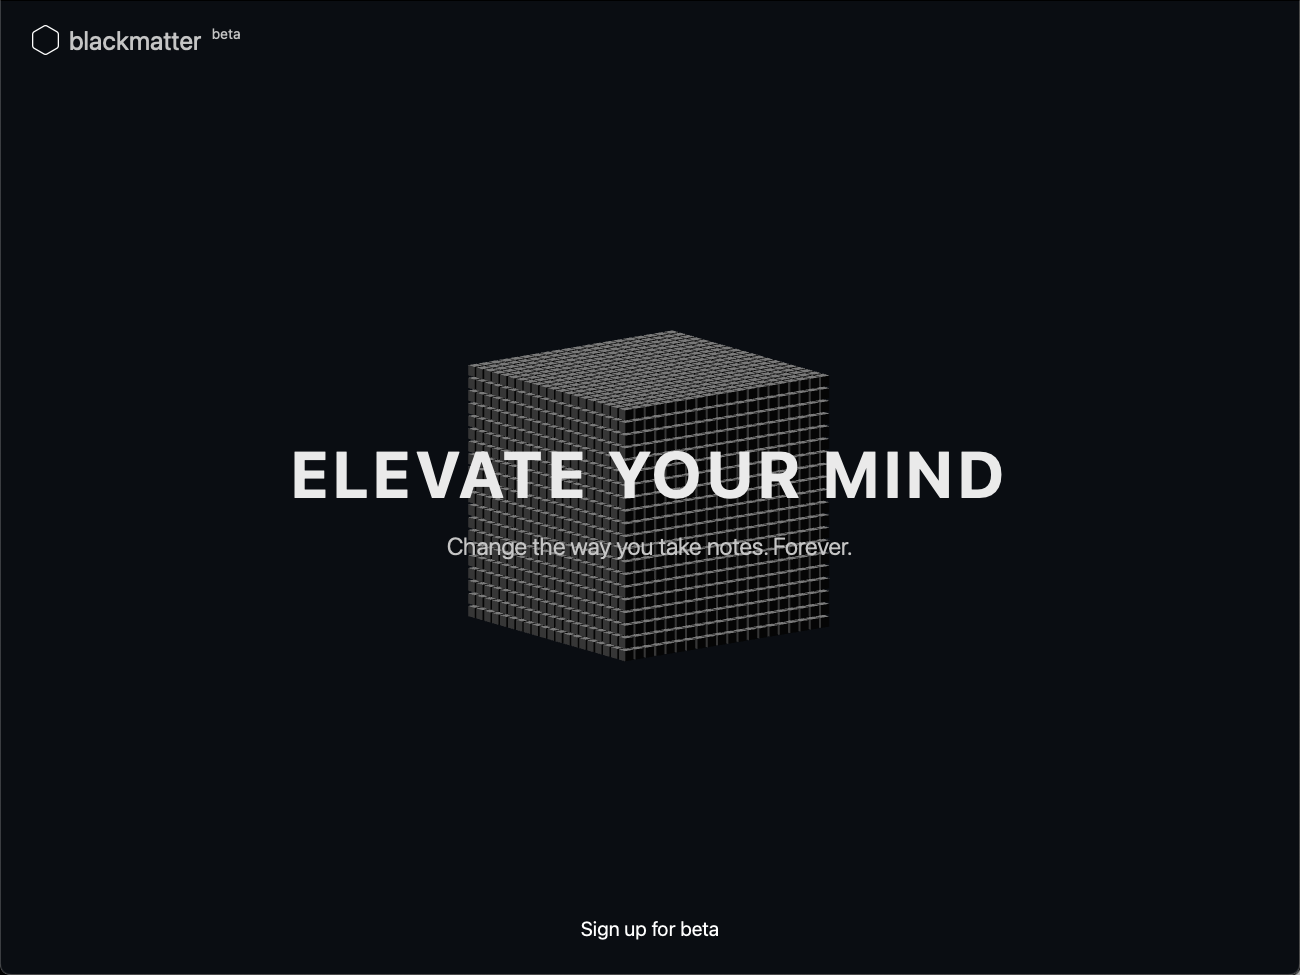 blackmatter beta
ELEVATE YOUR MIND
Change the way you take notes. Forever.
Sign up for beta